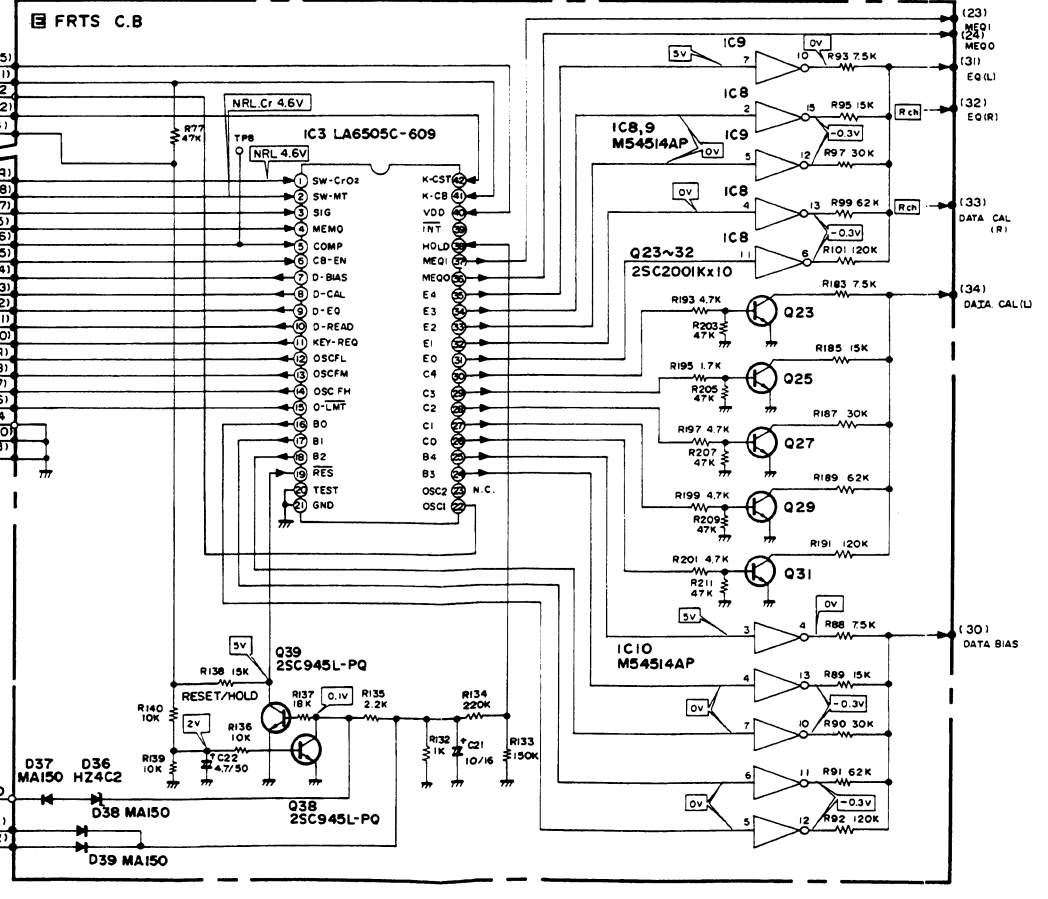 E FRTS C.B
(23)
MEQ1
(24)
MEQ0
(31)
EQ(L)
(32)
EQ(R)
(33)
DATA CAL
(R)
(34)
DATA CAL(L)
(30)
DATA BIAS
NRL.Cr 4.6V
R77
47K
TP8
NRL 4.6V
IC3 LA6505C-609
1 SW-CrO2
2 SW-MT
3 SIG
4 MEMO
5 COMP
6 CB-EN
7 D-BIAS
8 D-CAL
9 D-EQ
10 D-READ
11 KEY-REQ
12 OSCFL
13 OSCFM
14 OSC FH
15 O-LMT
16 B0
17 B1
18 B2
19 RES
20 TEST
21 GND
K-CST 42
K-CB 41
VDD 40
INT 39
HOLD 38
MEQ1 37
MEQ0 36
E4 35
E3 34
E2 33
E1 32
E0 31
C4 30
C3 29
C2 28
C1 27
C0 26
B4 25
B3 24
OSC2 23 N.C.
OSC1 22
IC9
5V
7
10
0V
R93 7.5K
IC8
2
15
R95 15K
Rch
IC8,9
M54514AP
IC9
-0.3V
0V
5
12
R97 30K
IC8
0V
4
13
R99 62K
Rch
-0.3V
IC8
11
6
R101 120K
Q23~32
2SC2001Kx10
R183 7.5K
R193 4.7K
Q23
R203
47K
R185 15K
R195 1.7K
Q25
R205
47K
R187 30K
R197 4.7K
Q27
R207
47K
R189 62K
R199 4.7K
Q29
R209
47K
R191 120K
R201 4.7K
Q31
R211
47K
5V
3
4
0V
R88 7.5K
IC10
M54514AP
4
13
R89 15K
0V
-0.3V
7
10
R90 30K
6
11
R91 62K
0V
-0.3V
5
12
R92 120K
5V
Q39
2SC945L-PQ
R138 15K
RESET/HOLD
R137
18K
0.1V
R135
2.2K
R134
220K
R140
10K
2V
R136
10K
R139
10K
C22
4.7/50
R132
1K
C21
10/16
R133
150K
D37
MA150
D36
HZ4C2
D38 MA150
Q38
2SC945L-PQ
D39 MA150